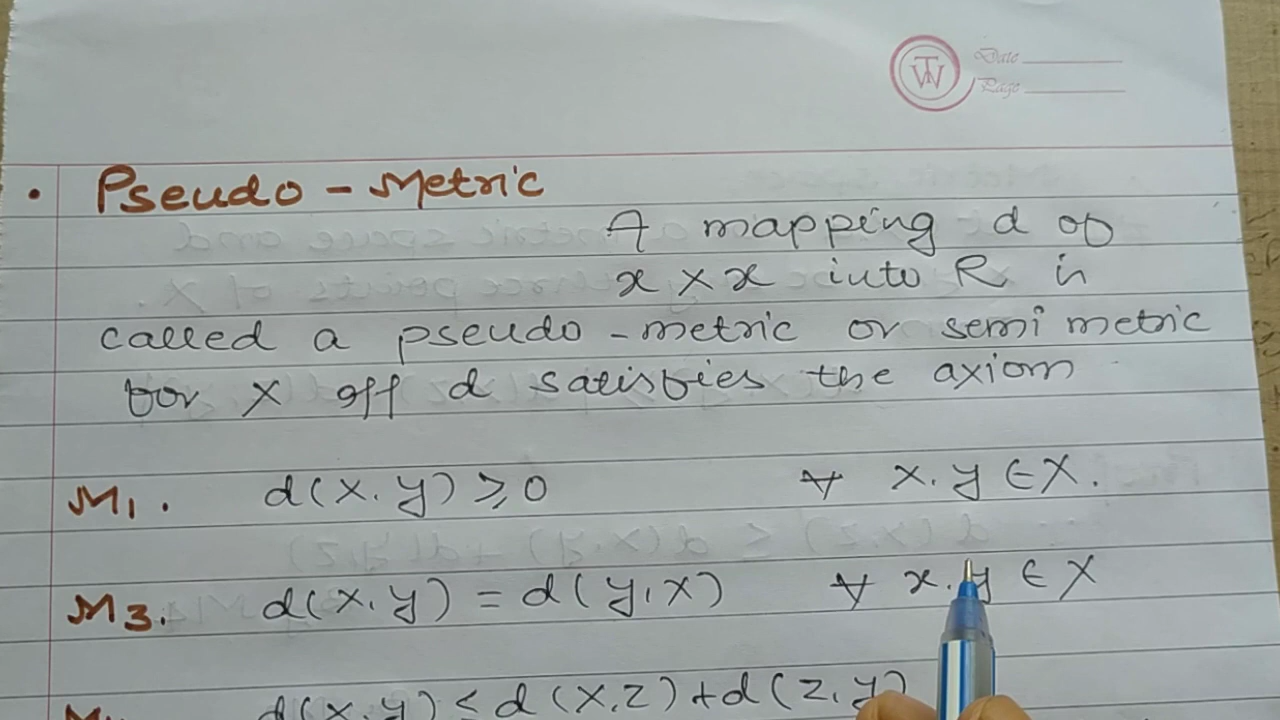 TW
Date
Page
• Pseudo - Metric
A mapping d of
x × x into R is
called a pseudo - metric or semi metric
for X iff d satisfies the axiom
M1. d(x, y) ≥ 0 ∀ x, y ∈ X.
M3. d(x, y) = d(y, x) ∀ x, y ∈ X
d(x, y) ≤ d(x, z) + d(z, y)